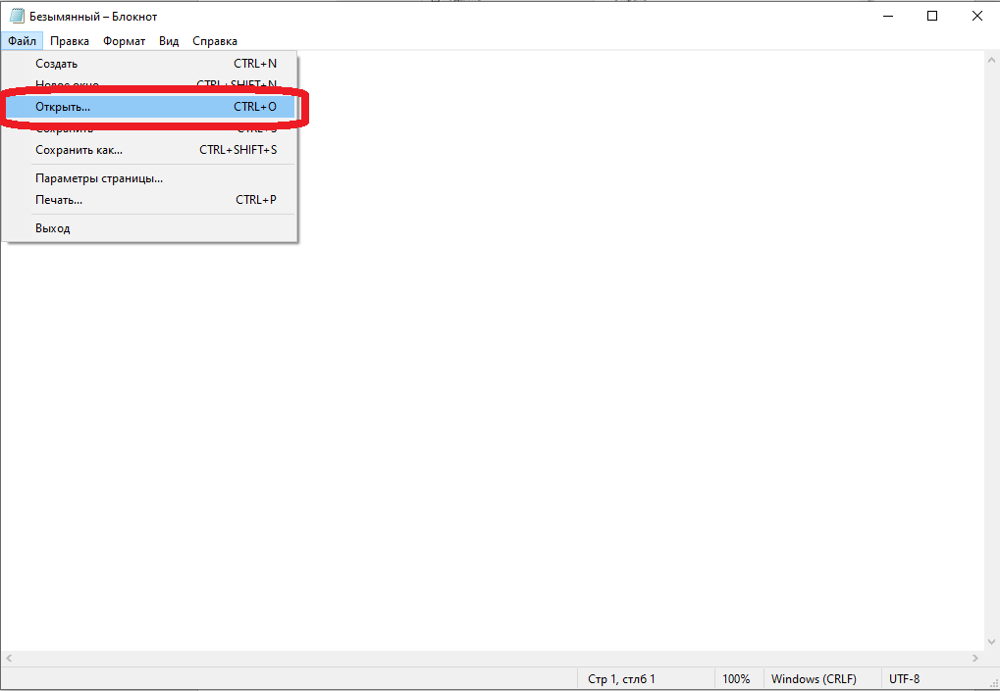 Безымянный – Блокнот
Файл Правка Формат Вид Справка
Создать CTRL+N
Новое окно CTRL+SHIFT+N
Открыть... CTRL+O
Сохранить CTRL+S
Сохранить как... CTRL+SHIFT+S
Параметры страницы...
Печать... CTRL+P
Выход
Стр 1, стлб 1 100% Windows (CRLF) UTF-8